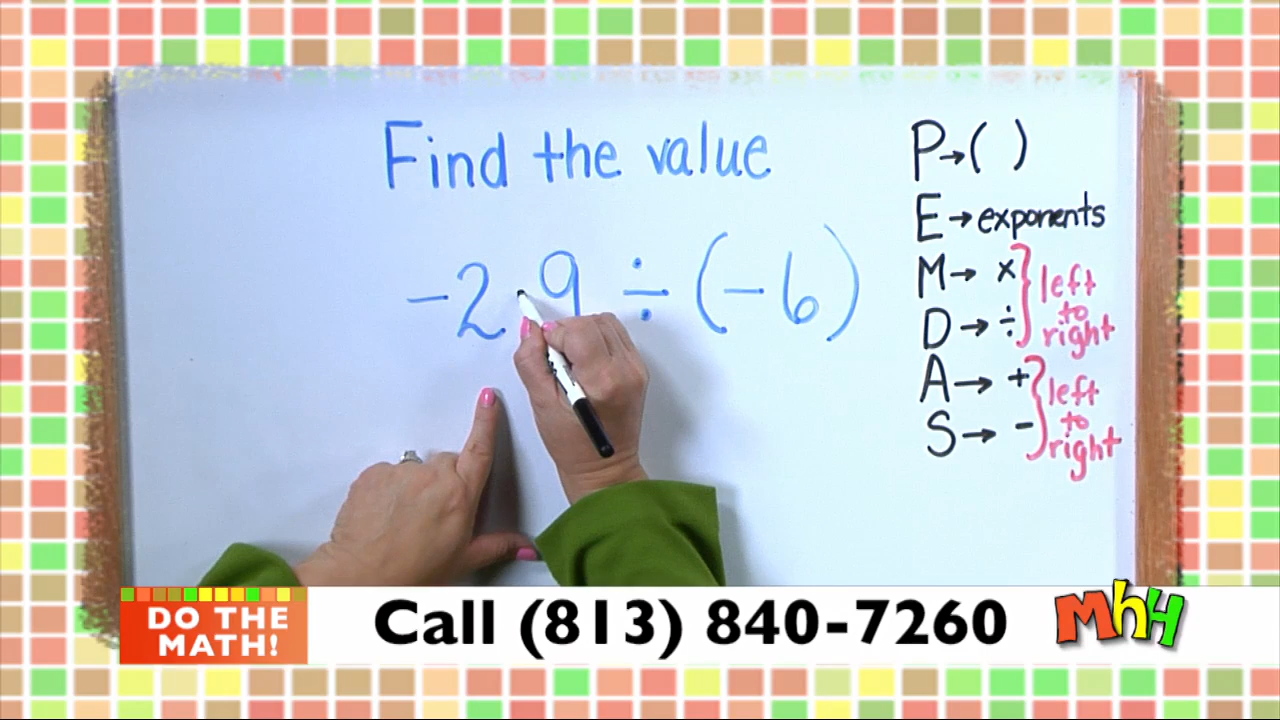 Find the value
-2 · 9 ÷ (-6)
P→( )
E→exponents
M→ ×
D→ ÷
} left to right
A→ +
S→ -
} left to right
DO THE
MATH!
Call (813) 840-7260
Mh4